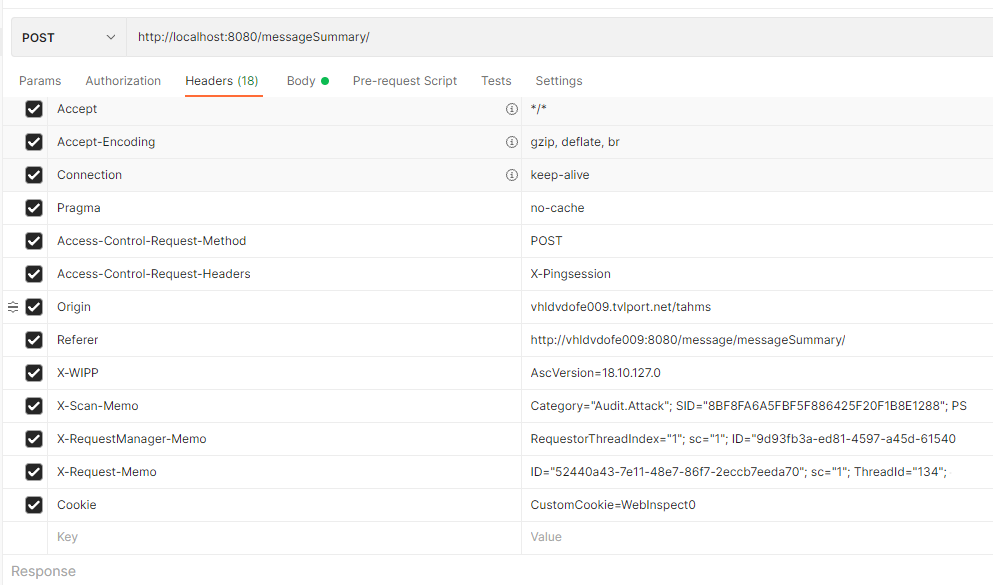 POST http://localhost:8080/messageSummary/
Params Authorization Headers (18) Body Pre-request Script Tests Settings
Accept */*
Accept-Encoding gzip, deflate, br
Connection keep-alive
Pragma no-cache
Access-Control-Request-Method POST
Access-Control-Request-Headers X-Pingsession
Origin vhldvdofe009.tvlport.net/tahms
Referer http://vhldvdofe009:8080/message/messageSummary/
X-WIPP AscVersion=18.10.127.0
X-Scan-Memo Category="Audit.Attack"; SID="8BF8FA6A5FBF5F886425F20F1B8E1288"; PS
X-RequestManager-Memo RequestorThreadIndex="1"; sc="1"; ID="9d93fb3a-ed81-4597-a45d-61540
X-Request-Memo ID="52440a43-7e11-48e7-86f7-2eccb7eeda70"; sc="1"; ThreadId="134";
Cookie CustomCookie=WebInspect0
Key Value
Response